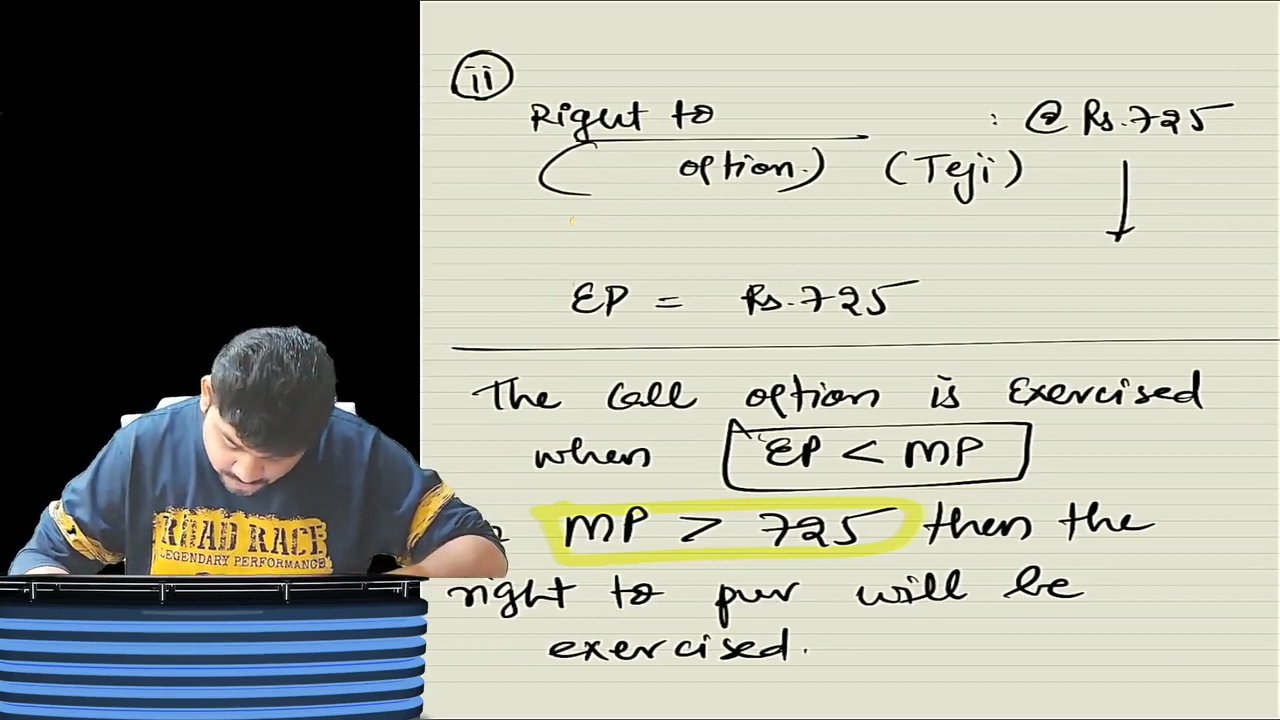 ii
Right to : @ Rs.725
( option.) (Teji)
EP = Rs.725
The Call option is Exercised
when EP < MP
MP > 725 then the
right to pur will be
exercised.
ROAD RACE
LEGENDARY PERFORMANCE